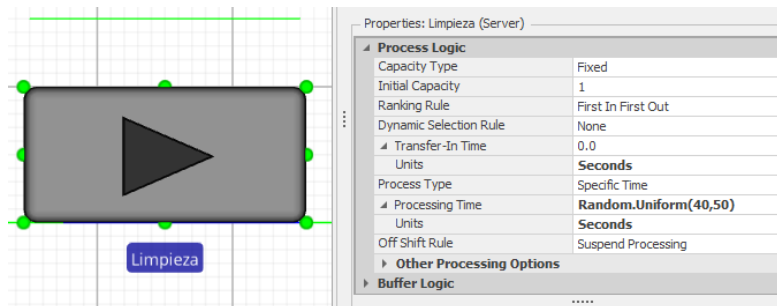 Limpieza
Properties: Limpieza (Server)
Process Logic
Capacity Type Fixed
Initial Capacity 1
Ranking Rule First In First Out
Dynamic Selection Rule None
Transfer-In Time 0.0
Units Seconds
Process Type Specific Time
Processing Time Random.Uniform(40,50)
Units Seconds
Off Shift Rule Suspend Processing
Other Processing Options
Buffer Logic